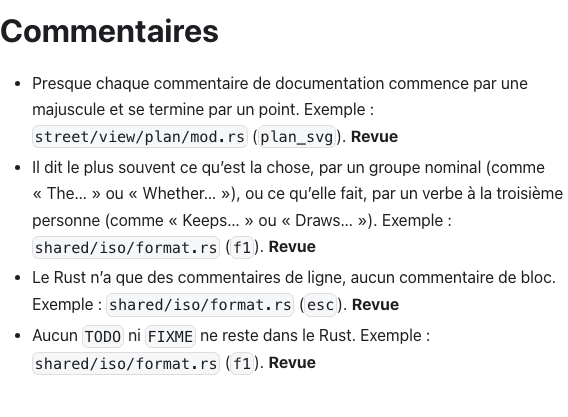 Commentaires
• Presque chaque commentaire de documentation commence par une
majuscule et se termine par un point. Exemple :
street/view/plan/mod.rs (plan_svg). Revue
• Il dit le plus souvent ce qu’est la chose, par un groupe nominal (comme
« The… » ou « Whether… »), ou ce qu’elle fait, par un verbe à la troisième
personne (comme « Keeps… » ou « Draws… »). Exemple :
shared/iso/format.rs (f1). Revue
• Le Rust n’a que des commentaires de ligne, aucun commentaire de bloc.
Exemple : shared/iso/format.rs (esc). Revue
• Aucun TODO ni FIXME ne reste dans le Rust. Exemple :
shared/iso/format.rs (f1). Revue